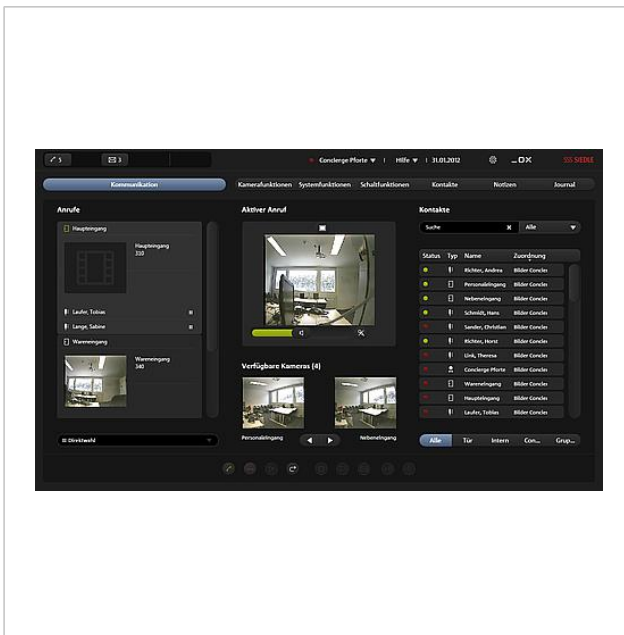 5 3 Concierge Pforte Hilfe 31.01.2012 SSS SIEDLE
Kommunikation Kamerafunktionen Systemfunktionen Schaltfunktionen Kontakte Notizen Journal
Anrufe
Haupteingang
Haupteingang
310
Laufer, Tobias
Lange, Sabine
Wareneingang
Wareneingang
340
Direktwahl
Aktiver Anruf
Verfügbare Kameras (4)
Personaleingang Nebeneingang
Kontakte
Suche Alle
Status Typ Name Zuordnung
Richter, Andrea Bilder Concier
Personaleingang Bilder Concier
Nebeneingang Bilder Concier
Schmidt, Hans Bilder Concier
Sander, Christian Bilder Concier
Richter, Horst Bilder Concier
Link, Theresa Bilder Concier
Concierge Pforte Bilder Concier
Wareneingang Bilder Concier
Haupteingang Bilder Concier
Laufer, Tobias Bilder Concier
Alle Tür Intern Con... Grup...